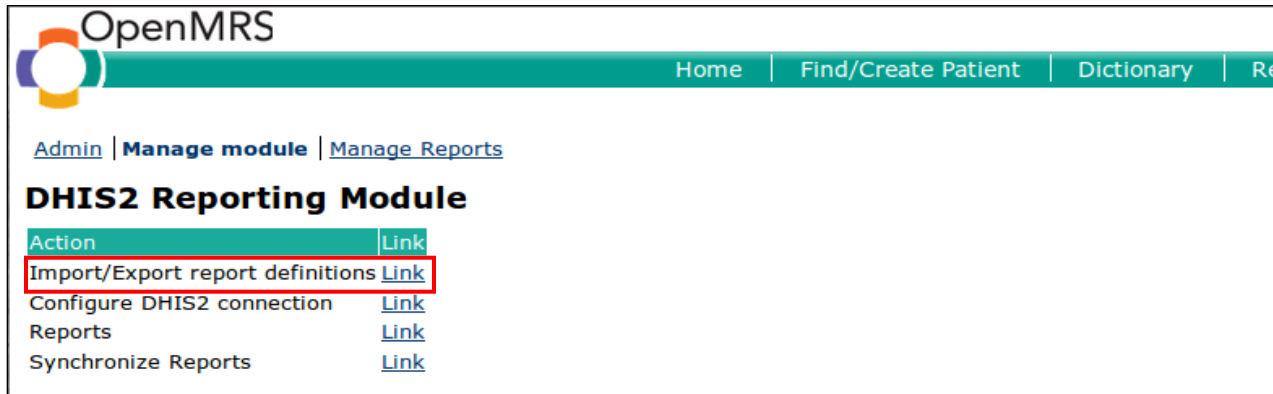 OpenMRS
Home | Find/Create Patient | Dictionary | Re
Admin | Manage module | Manage Reports
DHIS2 Reporting Module
Action Link
Import/Export report definitions Link
Configure DHIS2 connection Link
Reports Link
Synchronize Reports Link